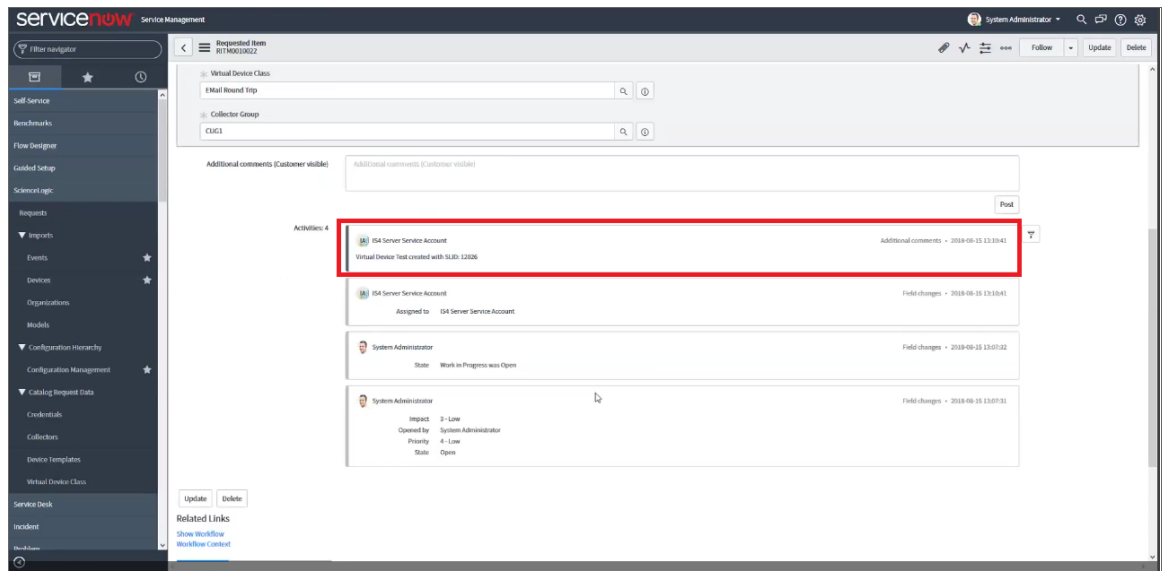 servicenow Service Management
System Administrator
Filter navigator
Requested Item
RITM0010022
Follow
Update
Delete
Self-Service
Benchmarks
Flow Designer
Guided Setup
ScienceLogic
Requests
Imports
Events
Devices
Organizations
Models
Configuration Hierarchy
Configuration Management
Catalog Request Data
Credentials
Collectors
Device Templates
Virtual Device Class
Service Desk
Incident
Problem
Virtual Device Class
EMail Round Trip
Collector Group
CUG1
Additional comments (Customer visible)
Additional comments (Customer visible)
Post
Activities: 4
IS4 Server Service Account
Additional comments • 2018-08-15 13:10:41
Virtual Device Test created with SLID: 12026
IS4 Server Service Account
Field changes • 2018-08-15 13:10:41
Assigned to IS4 Server Service Account
System Administrator
Field changes • 2018-08-15 13:07:32
State Work in Progress was Open
System Administrator
Field changes • 2018-08-15 13:07:31
Impact 3 - Low
Opened by System Administrator
Priority 4 - Low
State Open
Update
Delete
Related Links
Show Workflow
Workflow Context